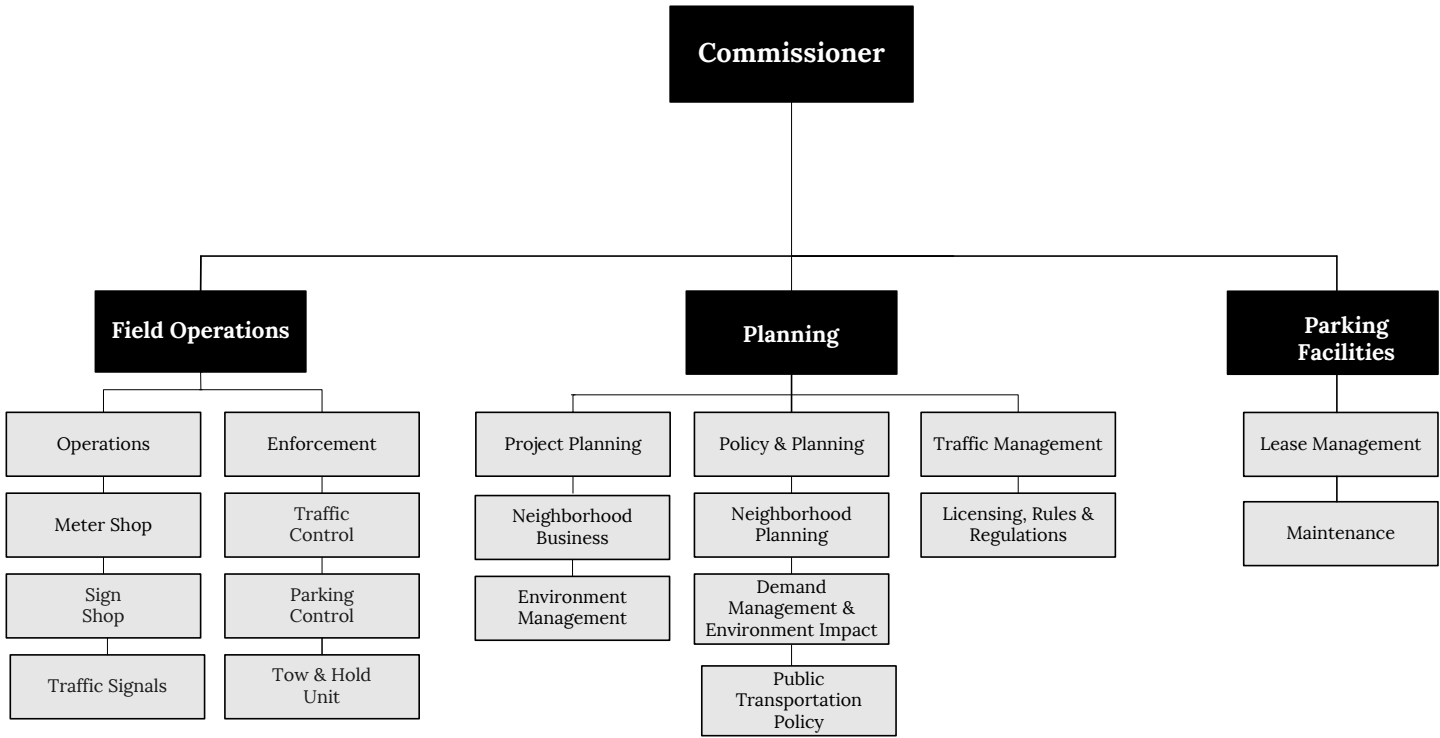 Commissioner
Field Operations
Planning
Parking
Facilities
Operations
Enforcement
Project Planning
Policy & Planning
Traffic Management
Lease Management
Meter Shop
Traffic
Control
Neighborhood
Business
Neighborhood
Planning
Licensing, Rules &
Regulations
Maintenance
Sign
Shop
Parking
Control
Environment
Management
Demand
Management &
Environment Impact
Traffic Signals
Tow & Hold
Unit
Public
Transportation
Policy